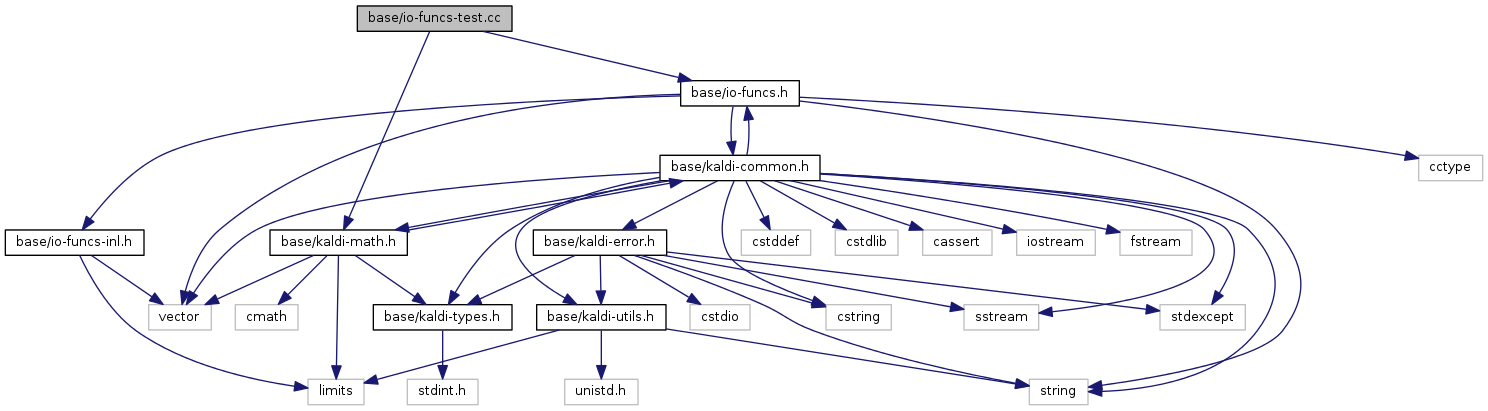 base/io-funcs-test.cc
base/io-funcs.h
base/kaldi-common.h
cctype
base/io-funcs-inl.h
base/kaldi-math.h
base/kaldi-error.h
cstddef
cstdlib
cassert
iostream
fstream
vector
cmath
base/kaldi-types.h
base/kaldi-utils.h
cstdio
cstring
sstream
stdexcept
limits
stdint.h
unistd.h
string